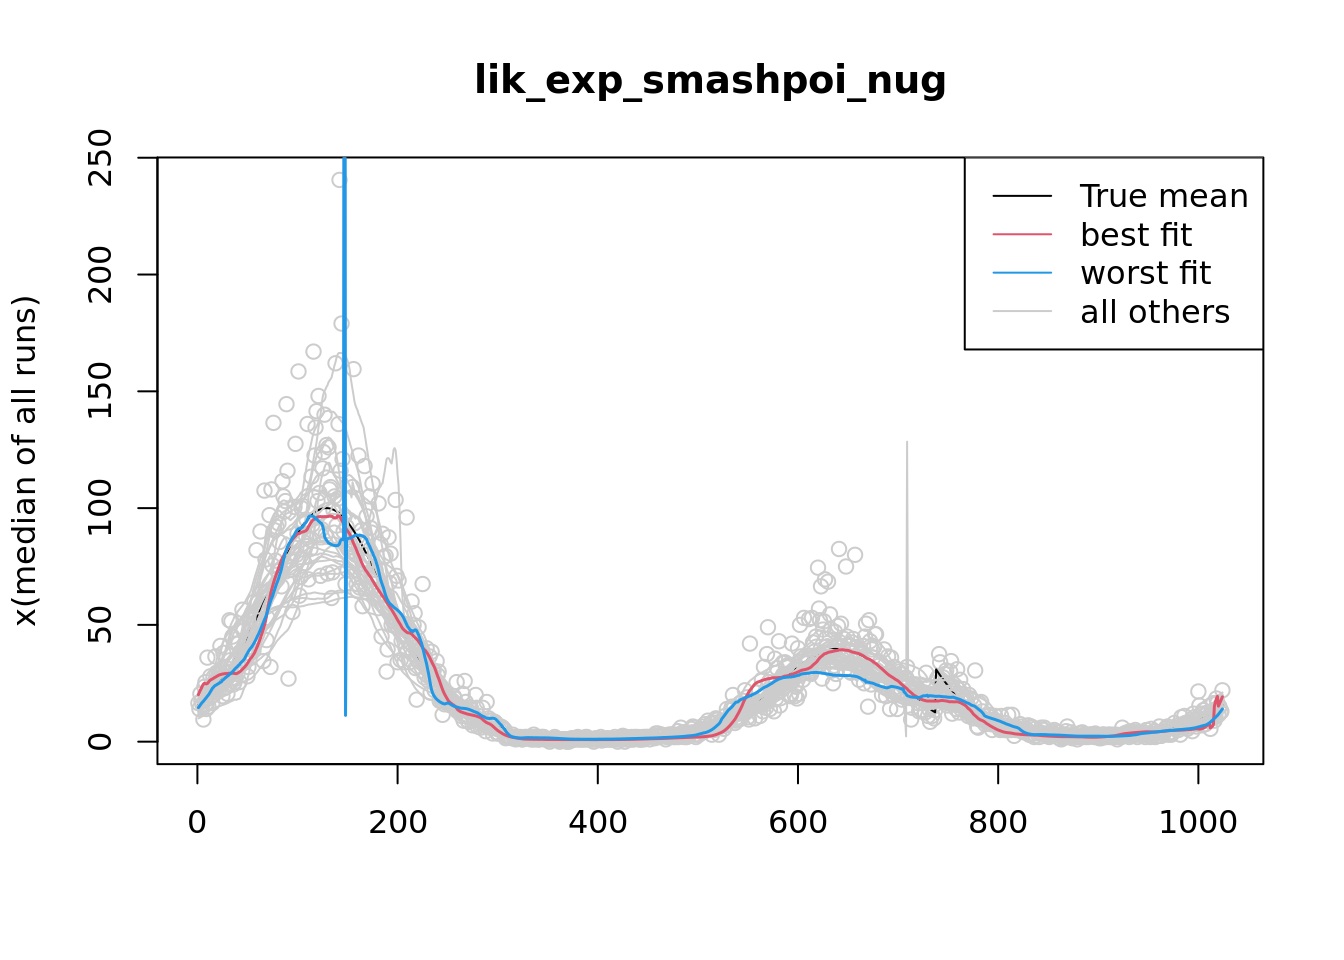 lik_exp_smashpoi_nug
x(median of all runs)
250
200
150
100
50
0
True mean
best fit
worst fit
all others
0 200 400 600 800 1000